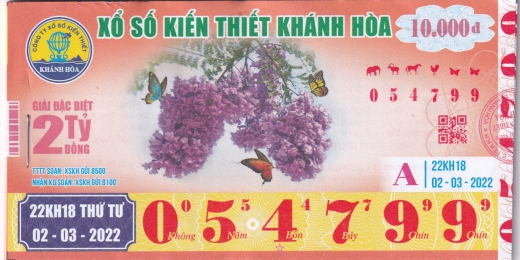 XỔ SỐ KIẾN THIẾT KHÁNH HÒA
10.000đ
CÔNG TY XỔ SỐ KIẾN THIẾT
KHÁNH HÒA
GIẢI ĐẶC BIỆT
2 TỶ
ĐỒNG
054799
TTTT SOẠN: XSKH GỬI 8500
NHẬN KQ SOẠN: XSKH GỬI 8100
A
22KH18
02-03-2022
22KH18 THỨ TƯ
02 - 03 - 2022
0 5 4 7 9 9
Không Năm Bốn Bảy Chín Chín